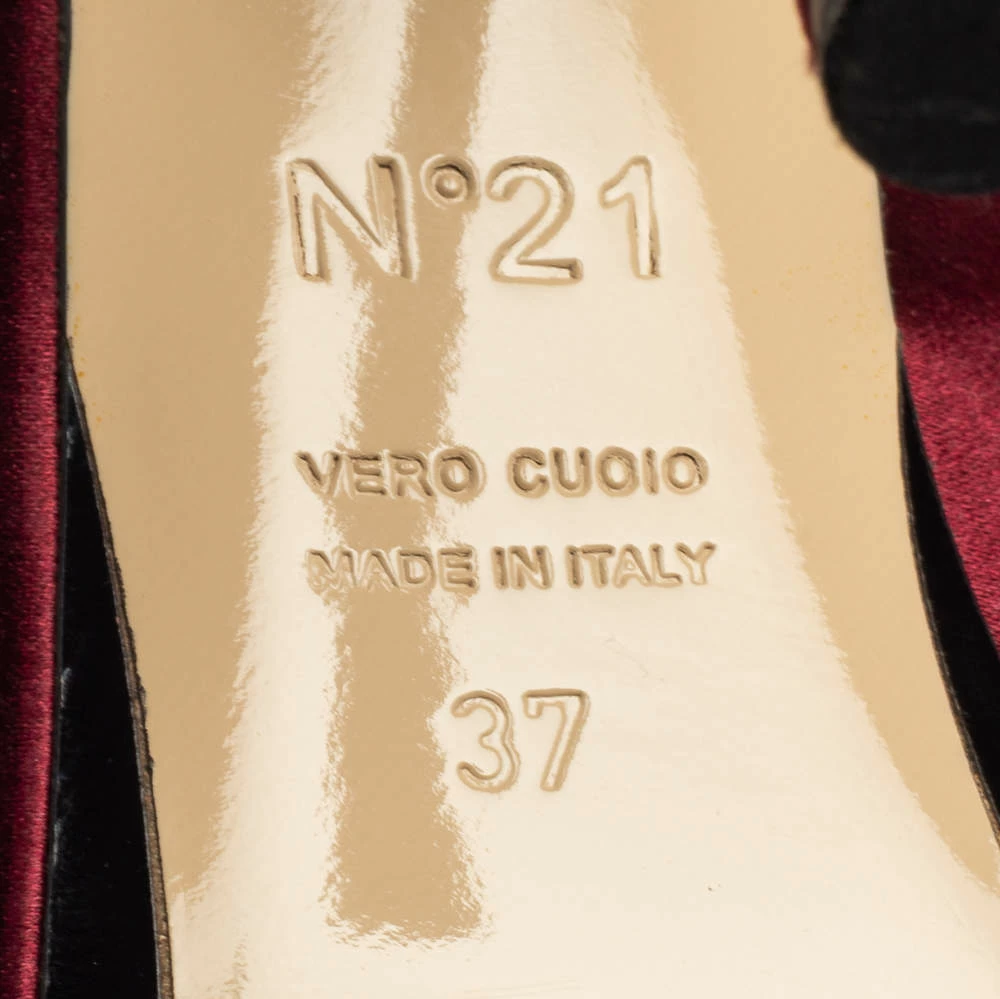 N°21
VERO CUOIO
MADE IN ITALY
37